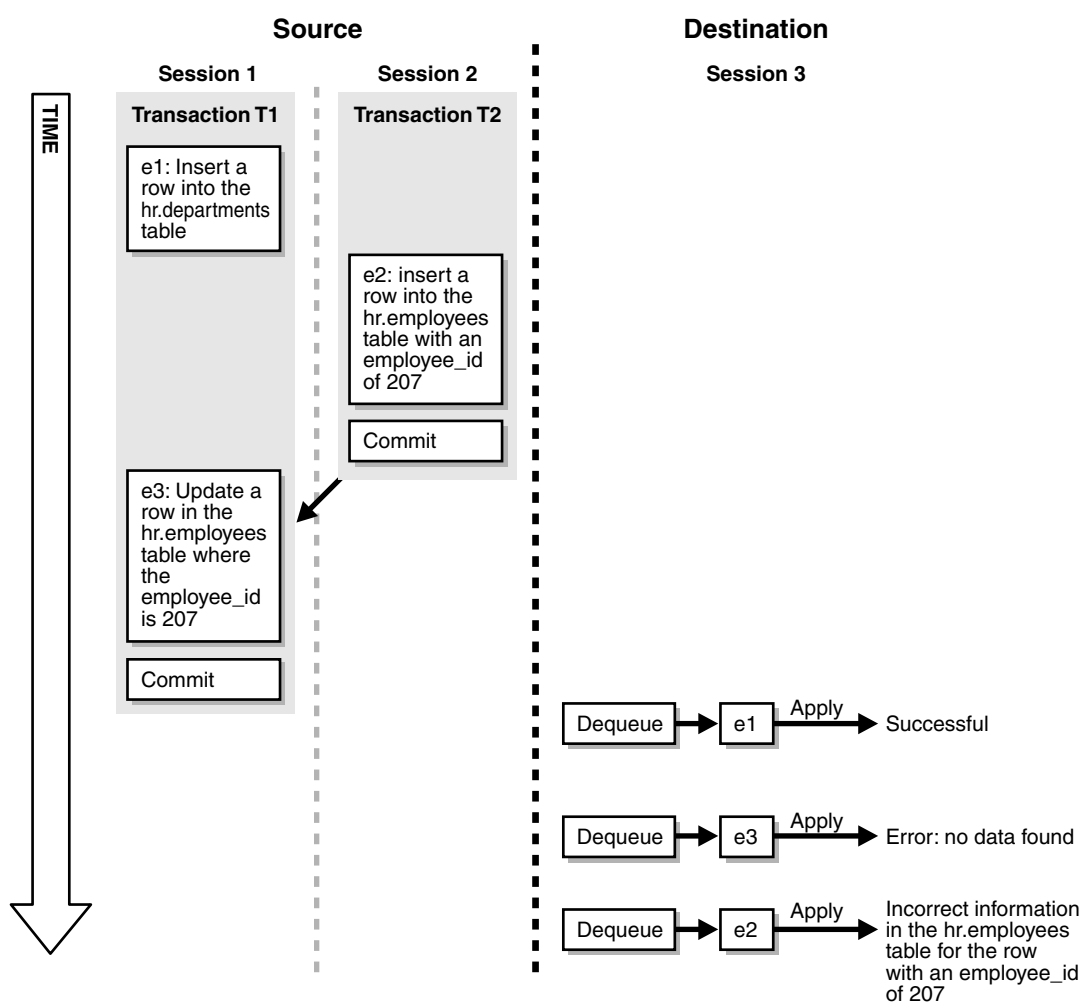 Source
Destination
Session 1
Session 2
Session 3
TIME
Transaction T1
Transaction T2
e1: Insert a
row into the
hr.departments
table
e2: insert a
row into the
hr.employees
table with an
employee_id
of 207
Commit
e3: Update a
row in the
hr.employees
table where
the
employee_id
is 207
Commit
Dequeue
e1
Apply
Successful
Dequeue
e3
Apply
Error: no data found
Dequeue
e2
Apply
Incorrect information
in the hr.employees
table for the row
with an employee_id
of 207